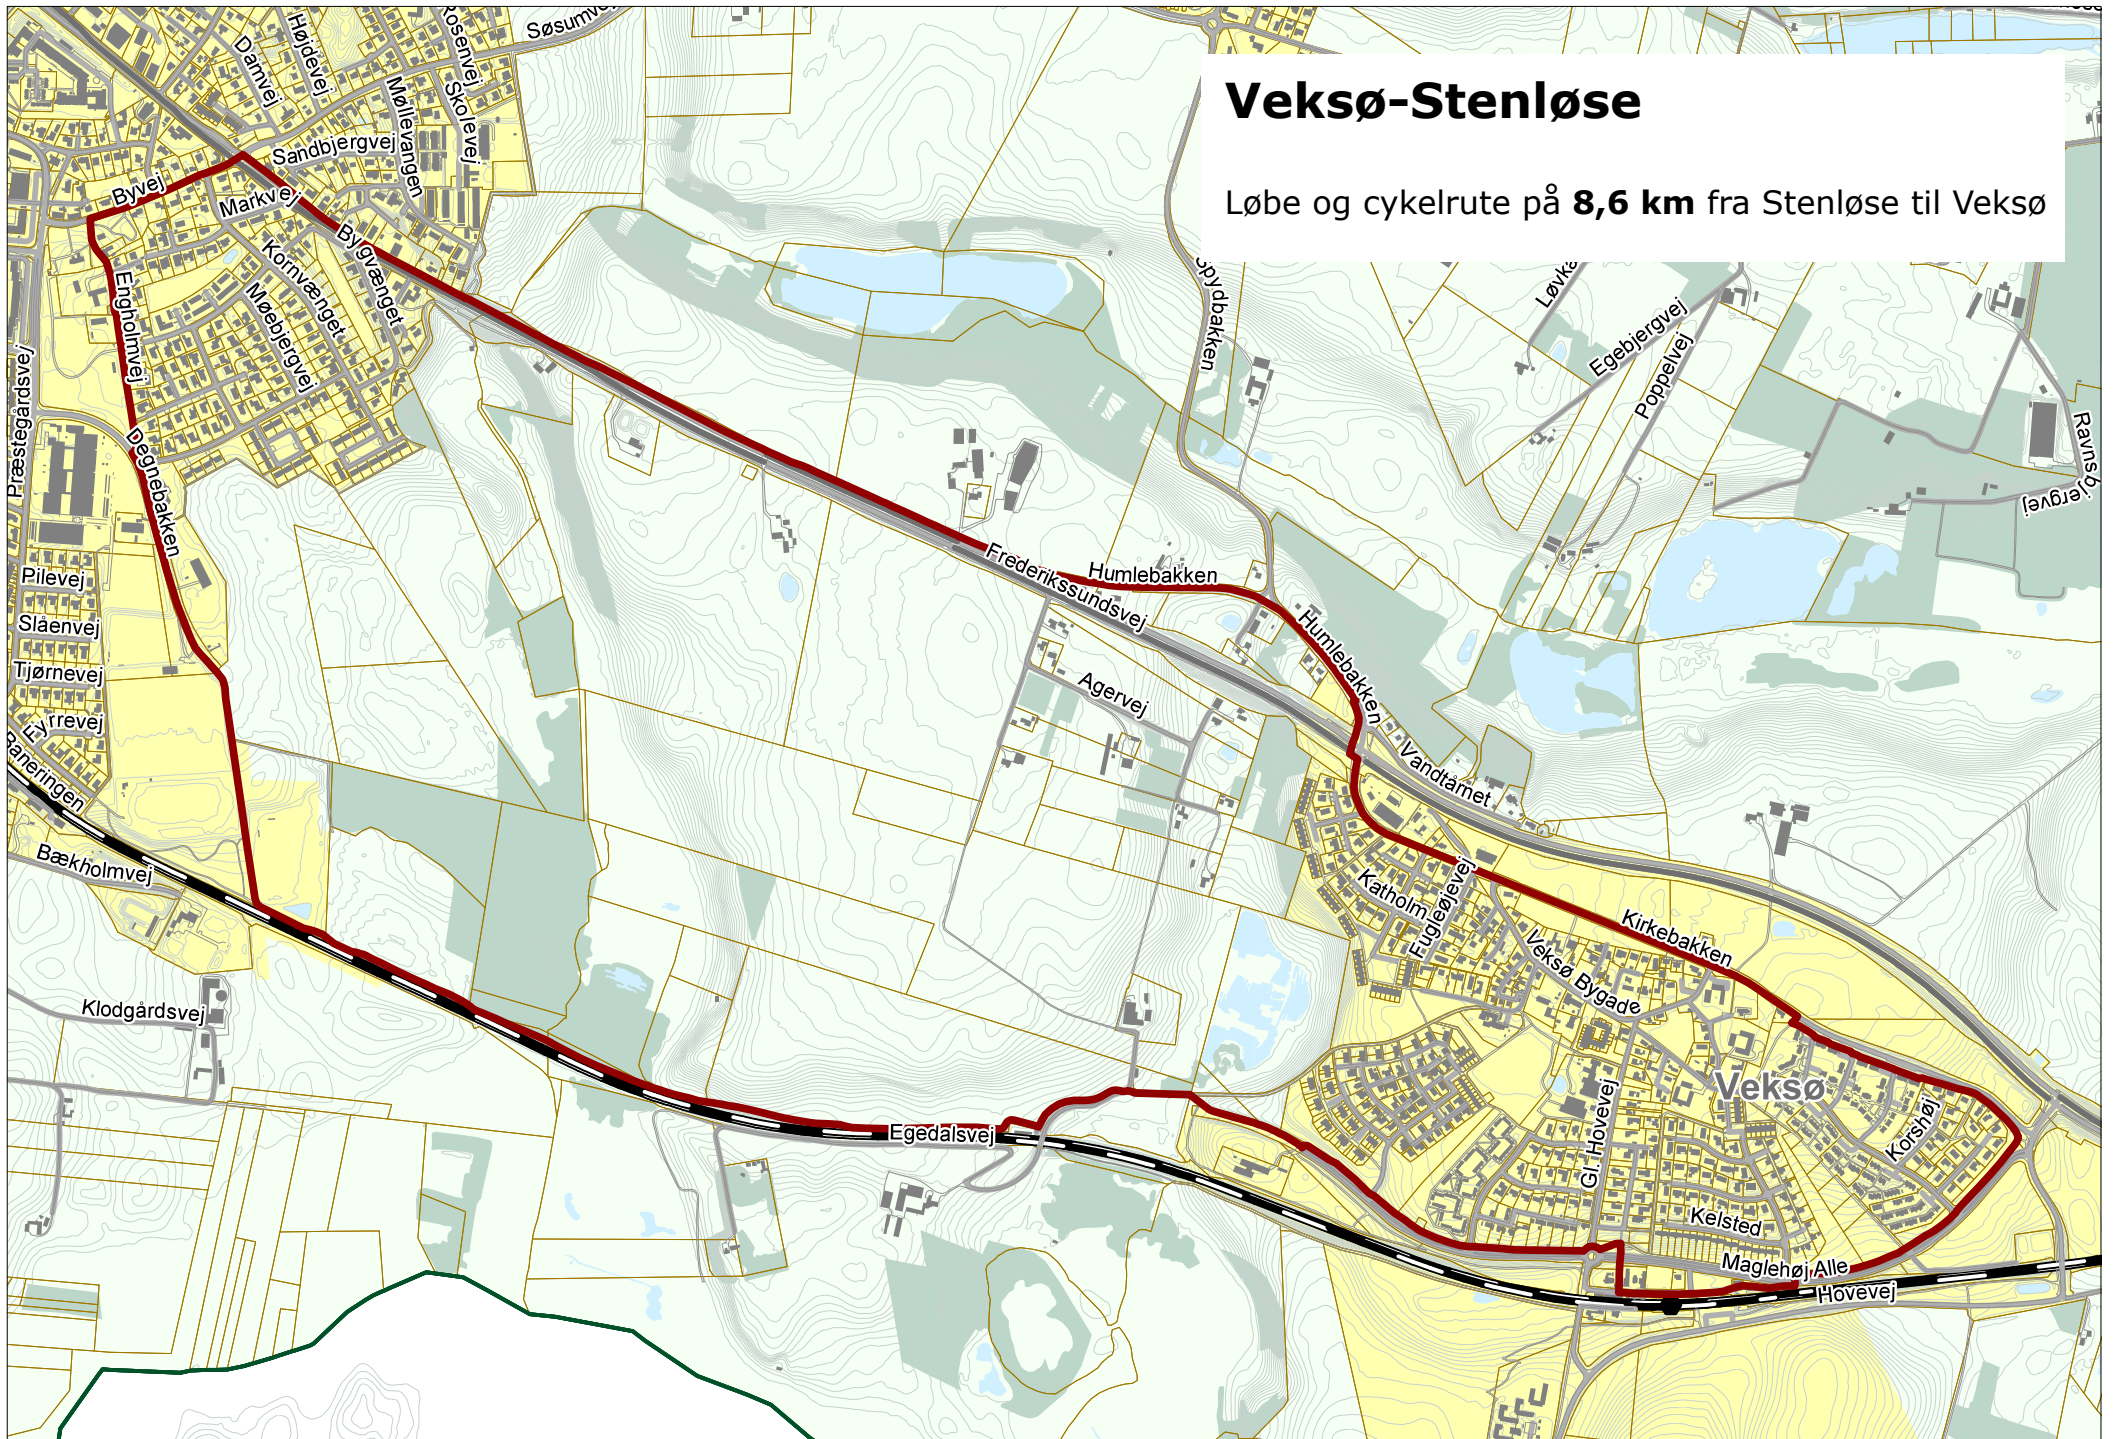 Veksø-Stenløse
Løbe og cykelrute på 8,6 km fra Stenløse til Veksø
Søsumvej
Rosenvej
Højdevej
Damvej
Møllevangen
Skolevej
Sandbjergvej
Byvej
Markvej
Bygvænget
Kornvænget
Møebjergvej
Engholmvej
Degnebakken
Præstegårdsvej
Pilevej
Slåenvej
Tjørnevej
Fyrrevej
Baneringen
Bækholmvej
Klodgårdsvej
Spydbakken
Egebjergvej
Poppelvej
Ravnsbjergvej
Frederikssundsvej
Humlebakken
Humlebakken
Agervej
Vandtårnet
Katholm
Fugleøjevej
Kirkebakken
Veksø Bygade
Veksø
Korshøj
Gl. Hovevej
Kelsted
Maglehøj Alle
Hovevej
Egedalsvej